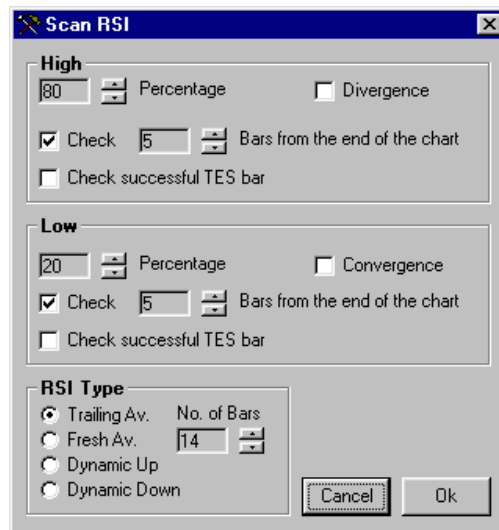 Scan RSI
High
80 Percentage Divergence
Check 5 Bars from the end of the chart
Check successful TES bar
Low
20 Percentage Convergence
Check 5 Bars from the end of the chart
Check successful TES bar
RSI Type
Trailing Av. No. of Bars
Fresh Av. 14
Dynamic Up
Dynamic Down
Cancel Ok